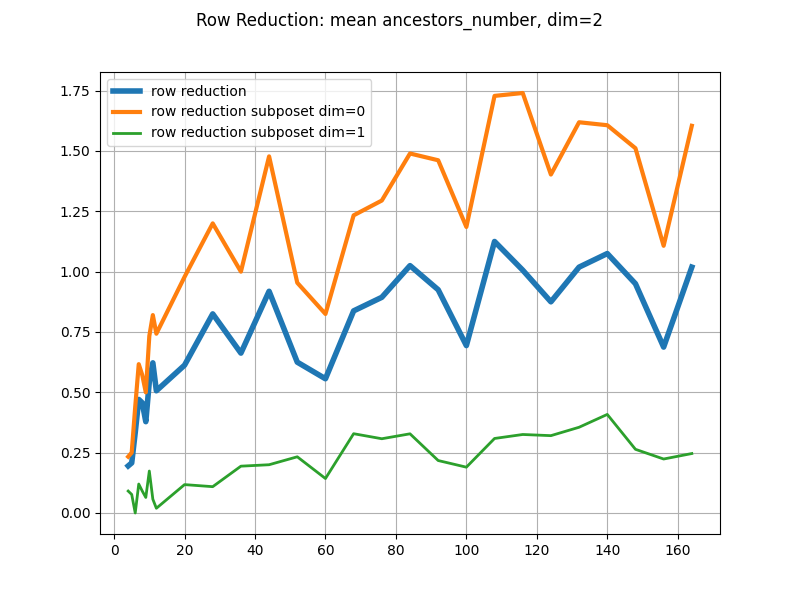 Row Reduction: mean ancestors_number, dim=2
row reduction
row reduction subposet dim=0
row reduction subposet dim=1
1.75
1.50
1.25
1.00
0.75
0.50
0.25
0.00
0 20 40 60 80 100 120 140 160